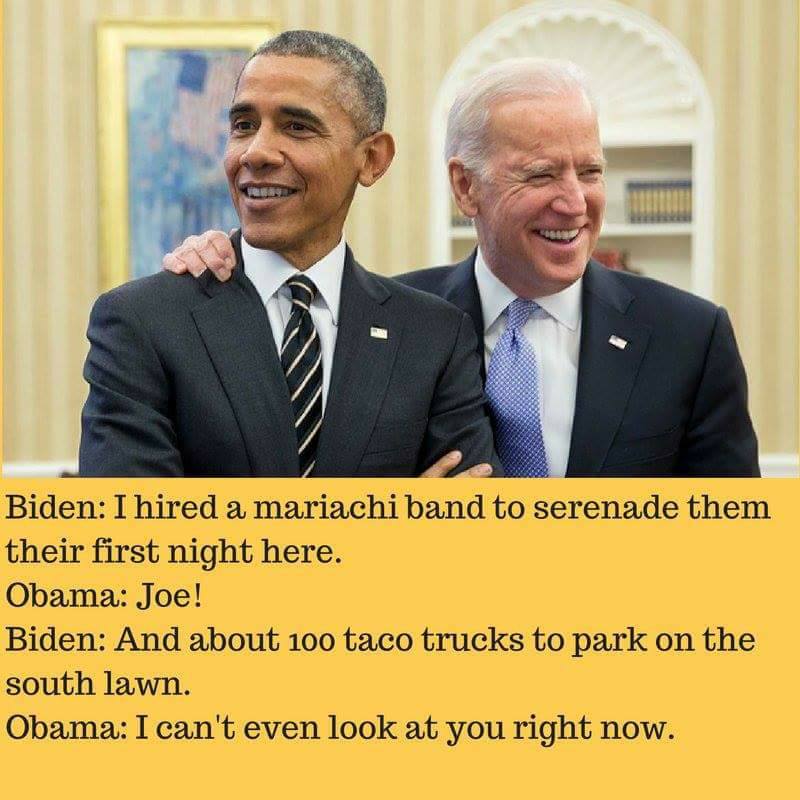 Biden: I hired a mariachi band to serenade them
their first night here.
Obama: Joe!
Biden: And about 100 taco trucks to park on the
south lawn.
Obama: I can't even look at you right now.